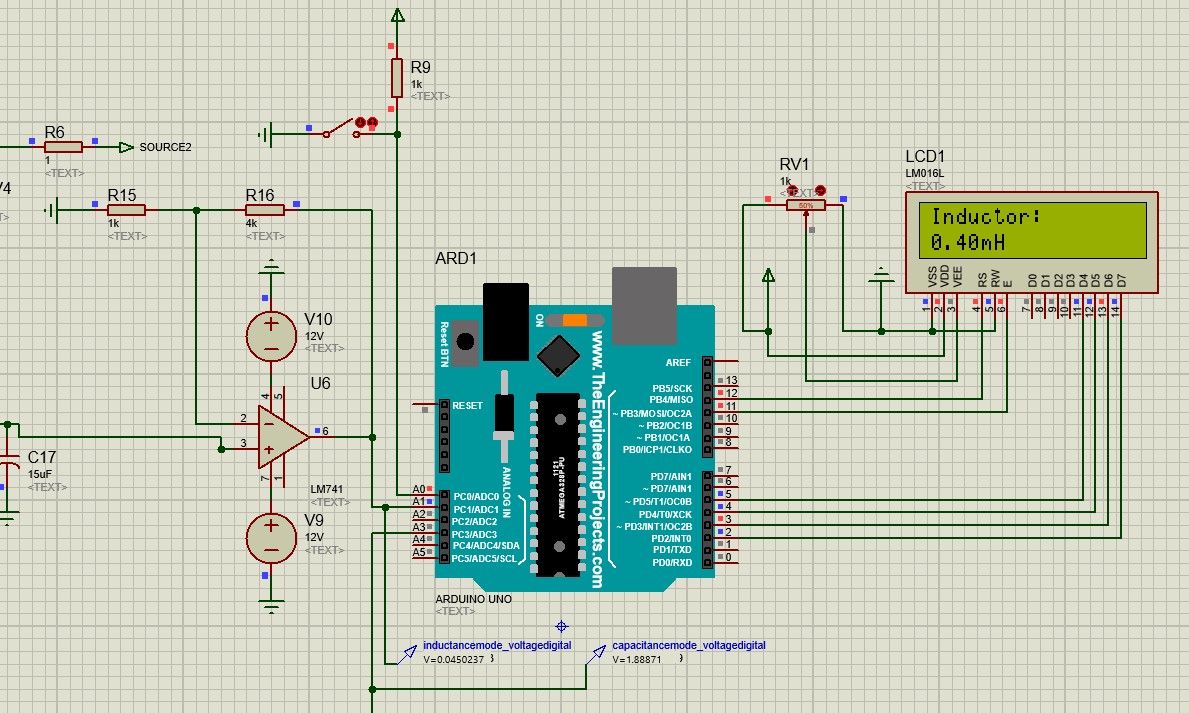 R9
1k
<TEXT>
R6
1
<TEXT>
SOURCE2
V4
R15
1k
<TEXT>
R16
4k
<TEXT>
V10
12V
<TEXT>
U6
4
5
2
3
6
7
1
LM741
<TEXT>
C17
15uF
<TEXT>
V9
12V
<TEXT>
RV1
1k
<TEXT>
50%
LCD1
LM016L
<TEXT>
Inductor:
0.40mH
VSS
VDD
VEE
RS
RW
E
D0
D1
D2
D3
D4
D5
D6
D7
1
2
3
4
5
6
7
8
9
10
11
12
13
14
ARD1
Reset BTN
ON
www.TheEngineeringProjects.com
RESET
ANALOG IN
ATMEGA328P-PU
1121
A0
A1
A2
A3
A4
A5
PC0/ADC0
PC1/ADC1
PC2/ADC2
PC3/ADC3
PC4/ADC4/SDA
PC5/ADC5/SCL
AREF
PB5/SCK
PB4/MISO
~ PB3/MOSI/OC2A
~ PB2/OC1B
~ PB1/OC1A
PB0/ICP1/CLKO
13
12
11
10
9
8
PD7/AIN1
~ PD7/AIN1
~ PD5/T1/OC0B
PD4/T0/XCK
~ PD3/INT1/OC2B
PD2/INT0
PD1/TXD
PD0/RXD
7
6
5
4
3
2
1
0
ARDUINO UNO
<TEXT>
inductancemode_voltagedigital
V=0.0450237
capacitancemode_voltagedigital
V=1.88871